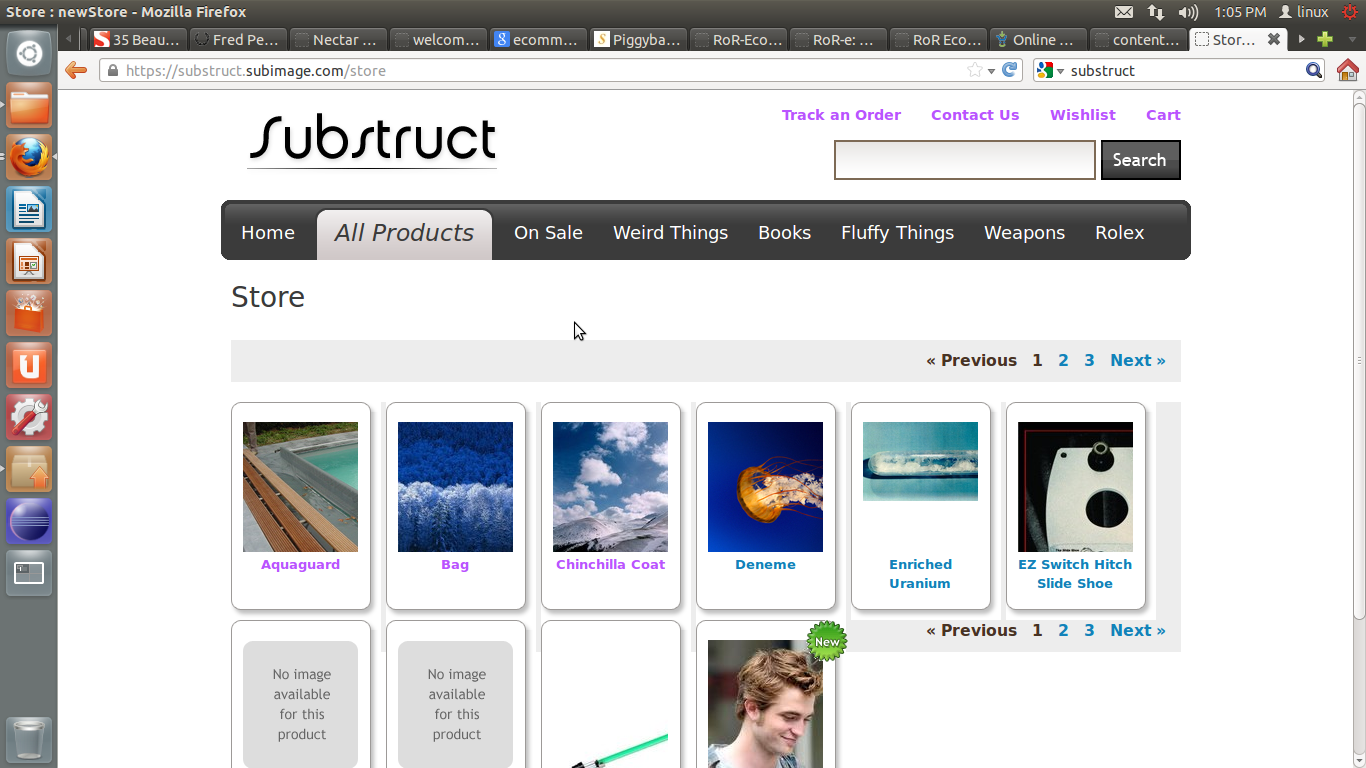 Store : newStore - Mozilla Firefox
1:05 PM linux
35 Beau... Fred Pe... Nectar ... welcom... ecomm... Piggyba... RoR-Eco... RoR-e: ... RoR Eco... Online ... content... Stor...
https://substruct.subimage.com/store
substruct
Track an Order Contact Us Wishlist Cart
Substruct
Search
Home All Products On Sale Weird Things Books Fluffy Things Weapons Rolex
Store
« Previous 1 2 3 Next »
Aquaguard
Bag
Chinchilla Coat
Deneme
Enriched
Uranium
EZ Switch Hitch
Slide Shoe
« Previous 1 2 3 Next »
No image
available
for this
product
No image
available
for this
product
New